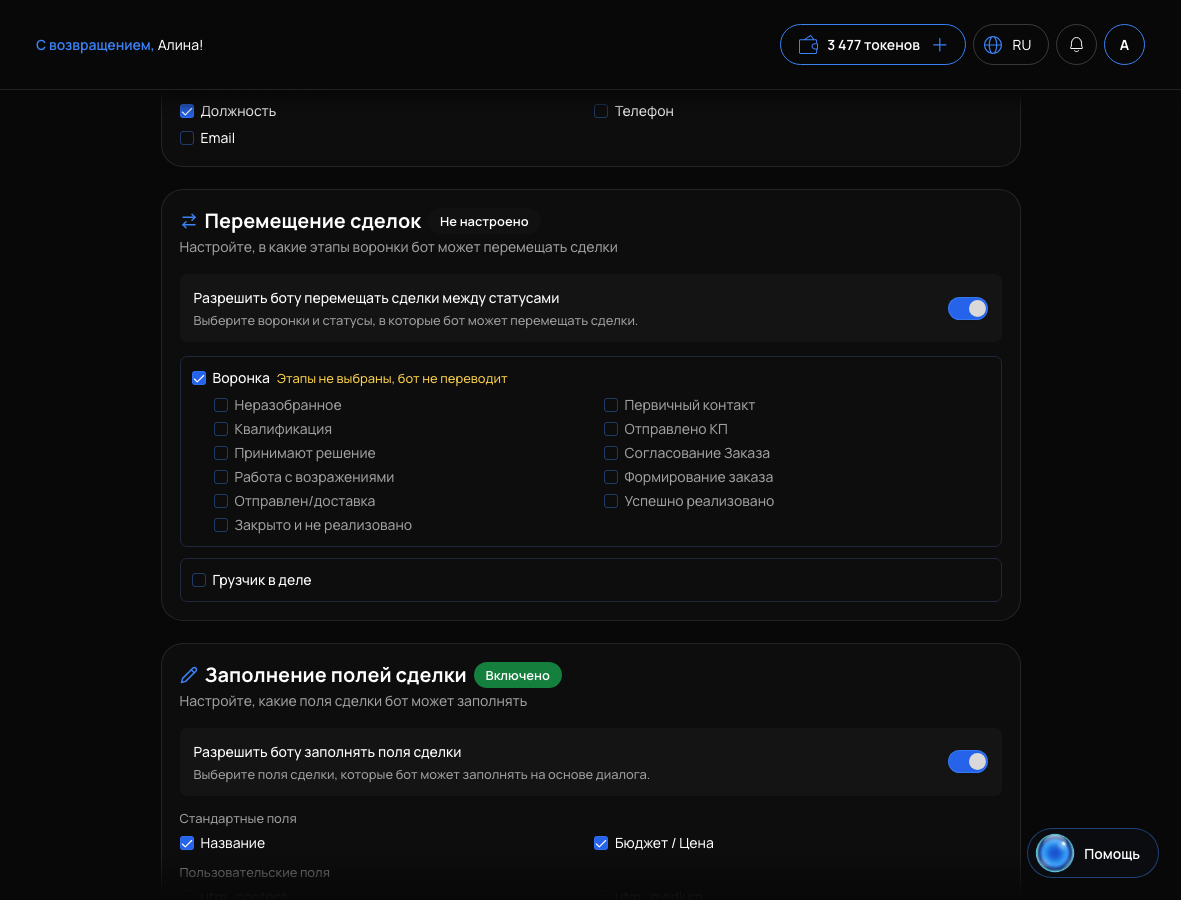 С возвращением, Алина!
3 477 токенов
RU
A
Должность
Телефон
Email
Перемещение сделок
Не настроено
Настройте, в какие этапы воронки бот может перемещать сделки
Разрешить боту перемещать сделки между статусами
Выберите воронки и статусы, в которые бот может перемещать сделки.
Воронка Этапы не выбраны, бот не переводит
Неразобранное
Первичный контакт
Квалификация
Отправлено КП
Принимают решение
Согласование Заказа
Работа с возражениями
Формирование заказа
Отправлен/доставка
Успешно реализовано
Закрыто и не реализовано
Грузчик в деле
Заполнение полей сделки
Включено
Настройте, какие поля сделки бот может заполнять
Разрешить боту заполнять поля сделки
Выберите поля сделки, которые бот может заполнять на основе диалога.
Стандартные поля
Название
Бюджет / Цена
Помощь
Пользовательские поля